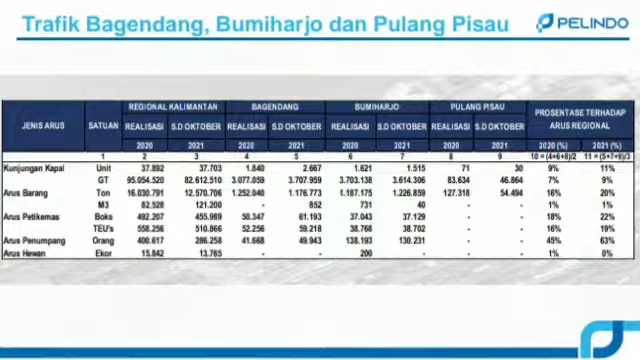 Trafik Bagendang, Bumiharjo dan Pulang Pisau
PELINDO
JENIS ARUS SATUAN REGIONAL KALIMANTAN BAGENDANG BUMIHARJO PULANG PISAU PROSENTASE TERHADAP ARUS REGIONAL
REALISASI S.D OKTOBER REALISASI S.D OKTOBER REALISASI S.D OKTOBER REALISASI S.D OKTOBER
2020 2021 2020 2021 2020 2021 2020 2021 2020 (%) 2021 (%)
1 2 3 4 5 6 7 8 9 10 = (4+6+8)/2 11 = (5+7+9)/3
Kunjungan Kapal Unit 37.892 37.703 1.840 2.667 1.621 1.515 71 30 9% 11%
GT 95.054.520 82.612.510 3.077.059 3.707.959 3.703.138 3.614.306 83.634 46.864 7% 9%
Arus Barang Ton 16.030.791 12.570.706 1.252.040 1.176.773 1.187.175 1.226.859 127.318 54.494 16% 20%
M3 82.528 121.200 - 852 731 40 - - 1% 1%
Arus Petikemas Boks 492.207 455.989 50.347 61.193 37.043 37.129 - - 18% 22%
TEU's 558.256 510.866 52.256 59.218 38.768 38.702 - - 16% 19%
Arus Penumpang Orang 400.617 286.258 41.668 49.943 138.193 130.231 - - 45% 63%
Arus Hewan Ekor 15.842 13.765 - - 200 - - - 1% 0%